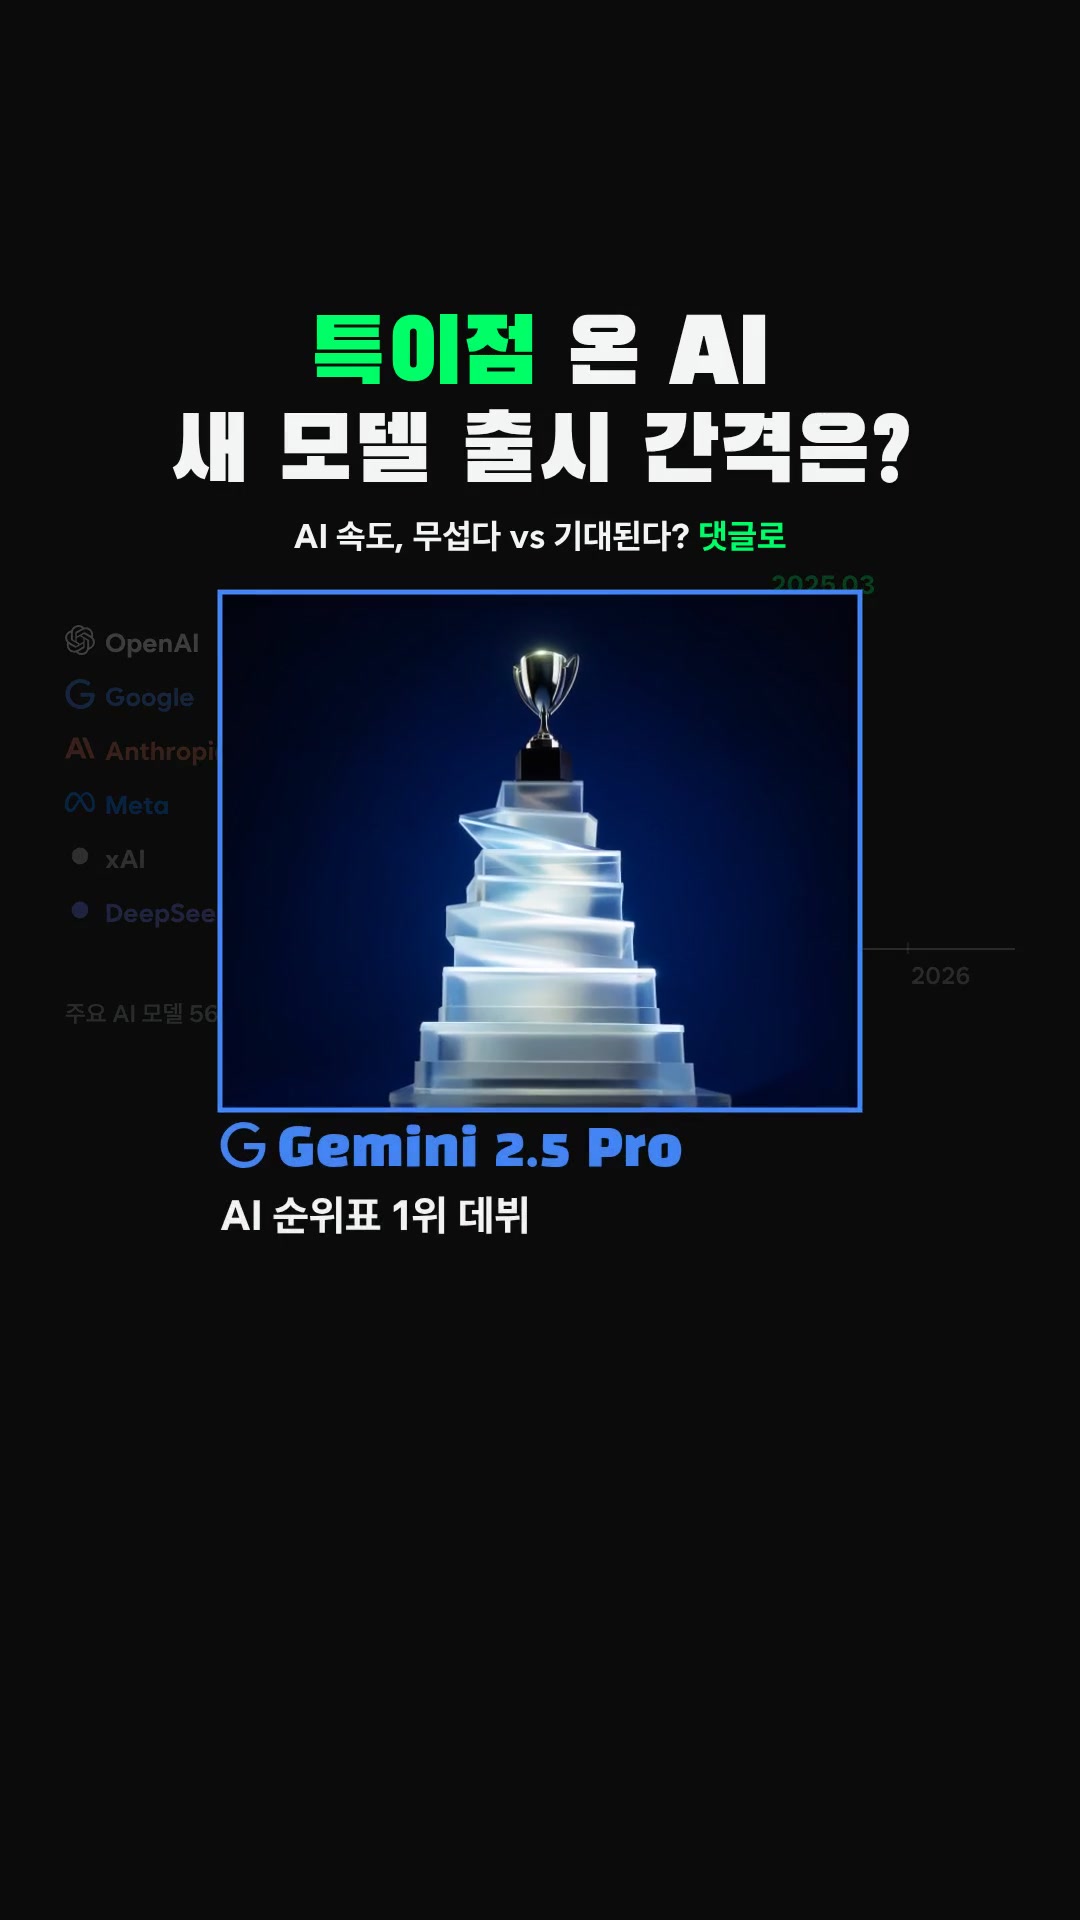 특이점 온 AI
새 모델 출시 간격은?
AI 속도, 무섭다 vs 기대된다? 댓글로
2025.03
OpenAI
Google
Meta
xAI
2026
주요 AI 모델 56
Gemini 2.5 Pro
AI 순위표 1위 데뷔